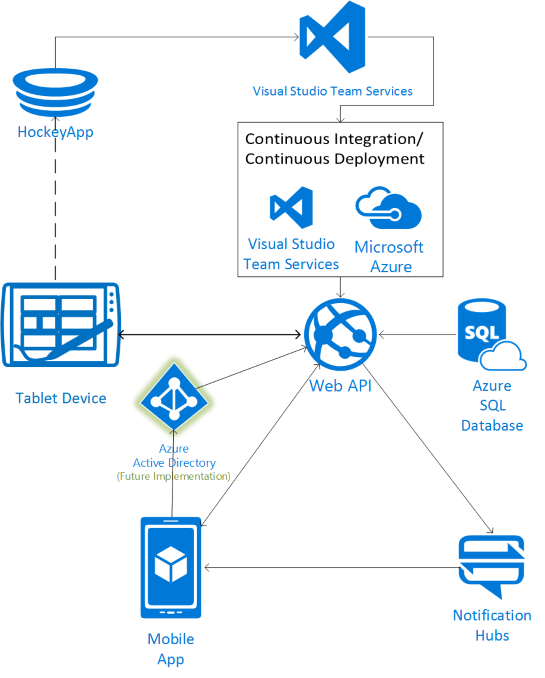 Visual Studio Team Services
HockeyApp
Continuous Integration/
Continuous Deployment
Visual Studio
Team Services
Microsoft
Azure
SQL
Tablet Device
Web API
Azure
SQL
Database
Azure
Active Directory
(Future Implementation)
Mobile
App
Notification
Hubs